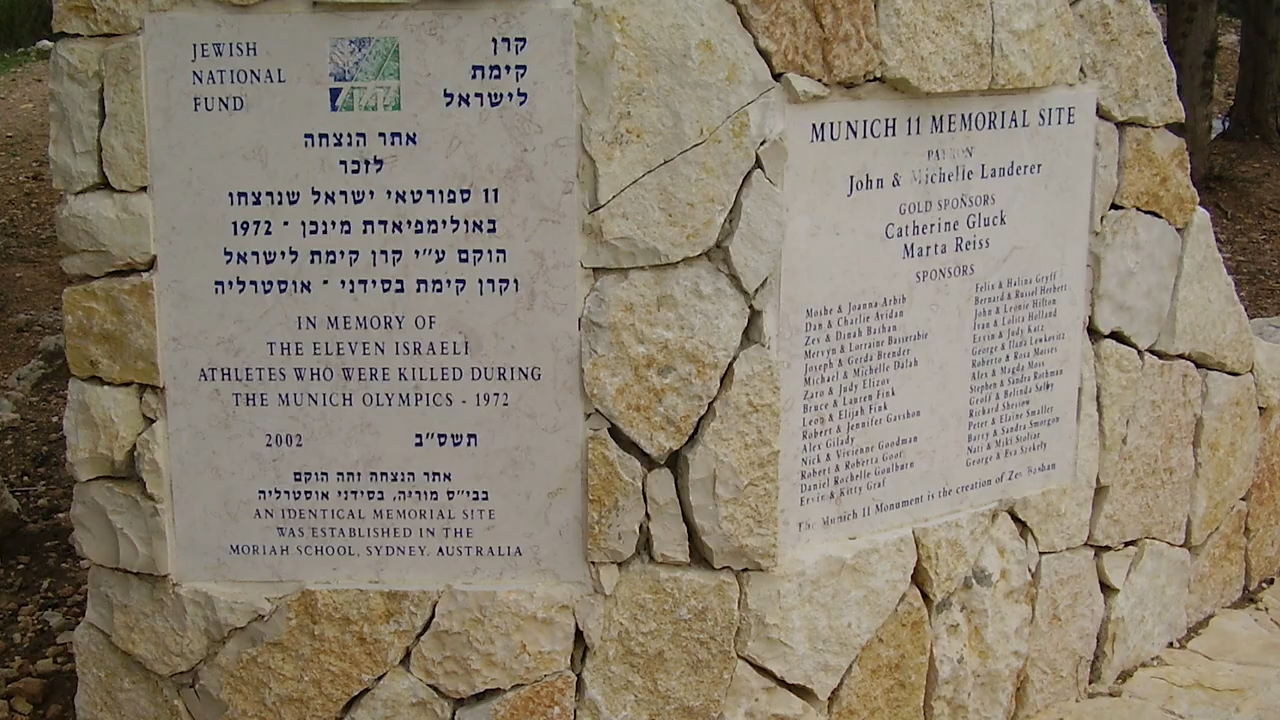 JEWISH
NATIONAL
FUND
קרן
קימת
לישראל
אתר הנצחה
לזכר
11 ספורטאי ישראל שנרצחו
באולימפיאדת מינכן - 1972
הוקם ע״י קרן קימת לישראל
וקרן קימת בסידני - אוסטרליה
IN MEMORY OF
THE ELEVEN ISRAELI
ATHLETES WHO WERE KILLED DURING
THE MUNICH OLYMPICS - 1972
2002 תשס״ב
אתר הנצחה זהה הוקם
בבי״ס מוריה, בסידני אוסטרליה
AN IDENTICAL MEMORIAL SITE
WAS ESTABLISHED IN THE
MORIAH SCHOOL, SYDNEY. AUSTRALIA
MUNICH 11 MEMORIAL SITE
PATRON
John & Michelle Landerer
GOLD SPONSORS
Catherine Gluck
Marta Reiss
SPONSORS
Moshe & Joanna Arbib
Dan & Charlie Avidan
Zev & Dinah Bashan
Mervyn & Lorraine Basserabie
Joseph & Gerda Brender
Michael & Michelle Dalah
Zaro & Judy Elizos
Bruce & Lauren Fink
Leon & Elijah Fink
Robert & Jennifer Gavshon
Alex Gilady
Nick & Vivienne Goodman
Robert & Roberta Goot
Daniel Rochelle Goulburn
Ervin & Kitty Graf
Felix & Halina Gryff
Bernard & Russel Herbert
John & Leonie Hilton
Ivan & Lolita Holland
Ervin & Judy Katz
George & Ilana Lewkovitz
Roberto & Rosa Moises
Alex & Magda Moss
Stephen & Sandra Rothman
Geoff & Belinda Selby
Richard
Peter & Elaine Smaller
Barry & Sandra Smorgon
Nati & Miki Stoliar
George & Eva Szekely
The Munich 11 Monument is the creation of Zev Bashan